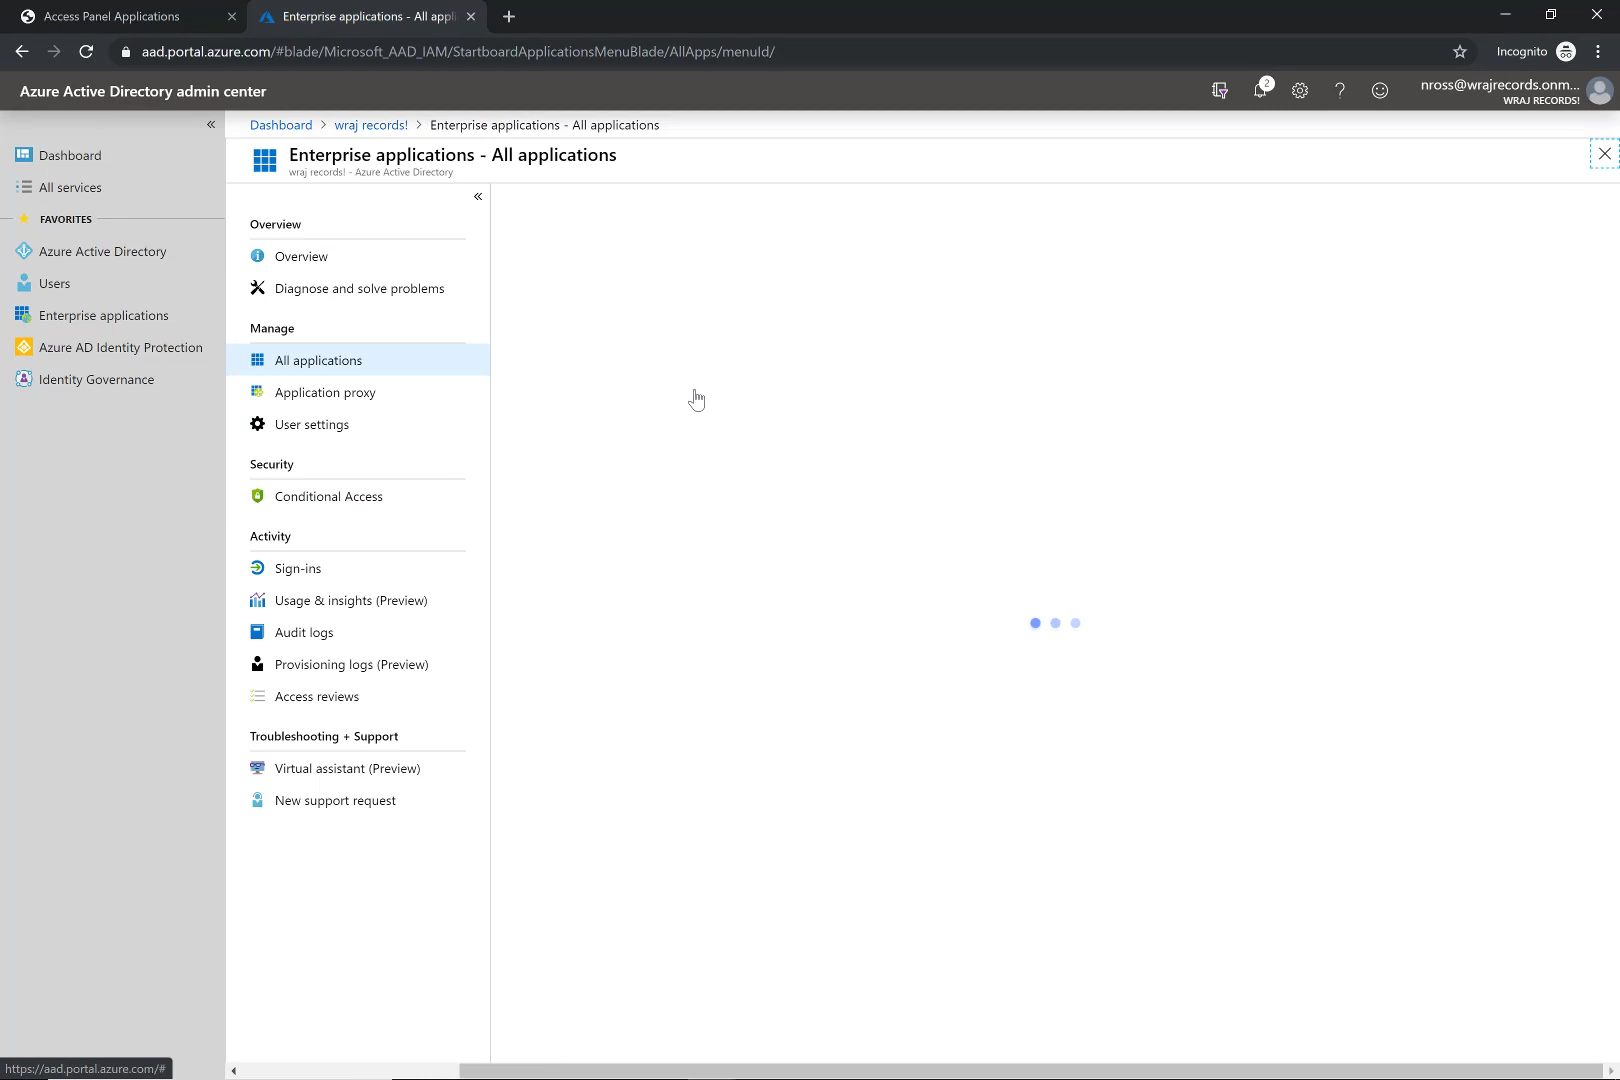 Access Panel Applications
Enterprise applications - All appli
aad.portal.azure.com/#blade/Microsoft_AAD_IAM/StartboardApplicationsMenuBlade/AllApps/menuId/
Incognito
Azure Active Directory admin center
2
nross@wrajrecords.onm...
WRAJ RECORDS!
Dashboard > wraj records! > Enterprise applications - All applications
Enterprise applications - All applications
wraj records! - Azure Active Directory
Dashboard
All services
FAVORITES
Azure Active Directory
Users
Enterprise applications
Azure AD Identity Protection
Identity Governance
Overview
Overview
Diagnose and solve problems
Manage
All applications
Application proxy
User settings
Security
Conditional Access
Activity
Sign-ins
Usage & insights (Preview)
Audit logs
Provisioning logs (Preview)
Access reviews
Troubleshooting + Support
Virtual assistant (Preview)
New support request
https://aad.portal.azure.com/#